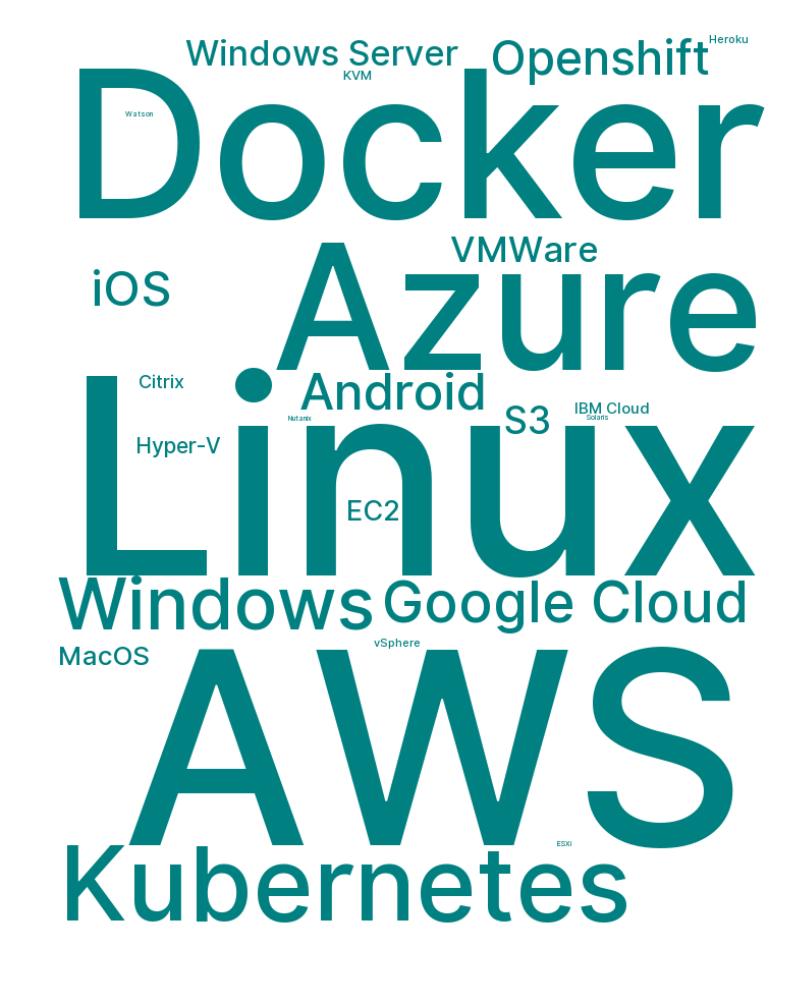 Heroku
Windows Server
Openshift
KVM
Docker
Watson
VMWare
iOS
Azure
Citrix
Android
Linux
IBM Cloud
Nutanix
Solaris
S3
Hyper-V
EC2
Windows
Google Cloud
vSphere
MacOS
AWS
ESXi
Kubernetes